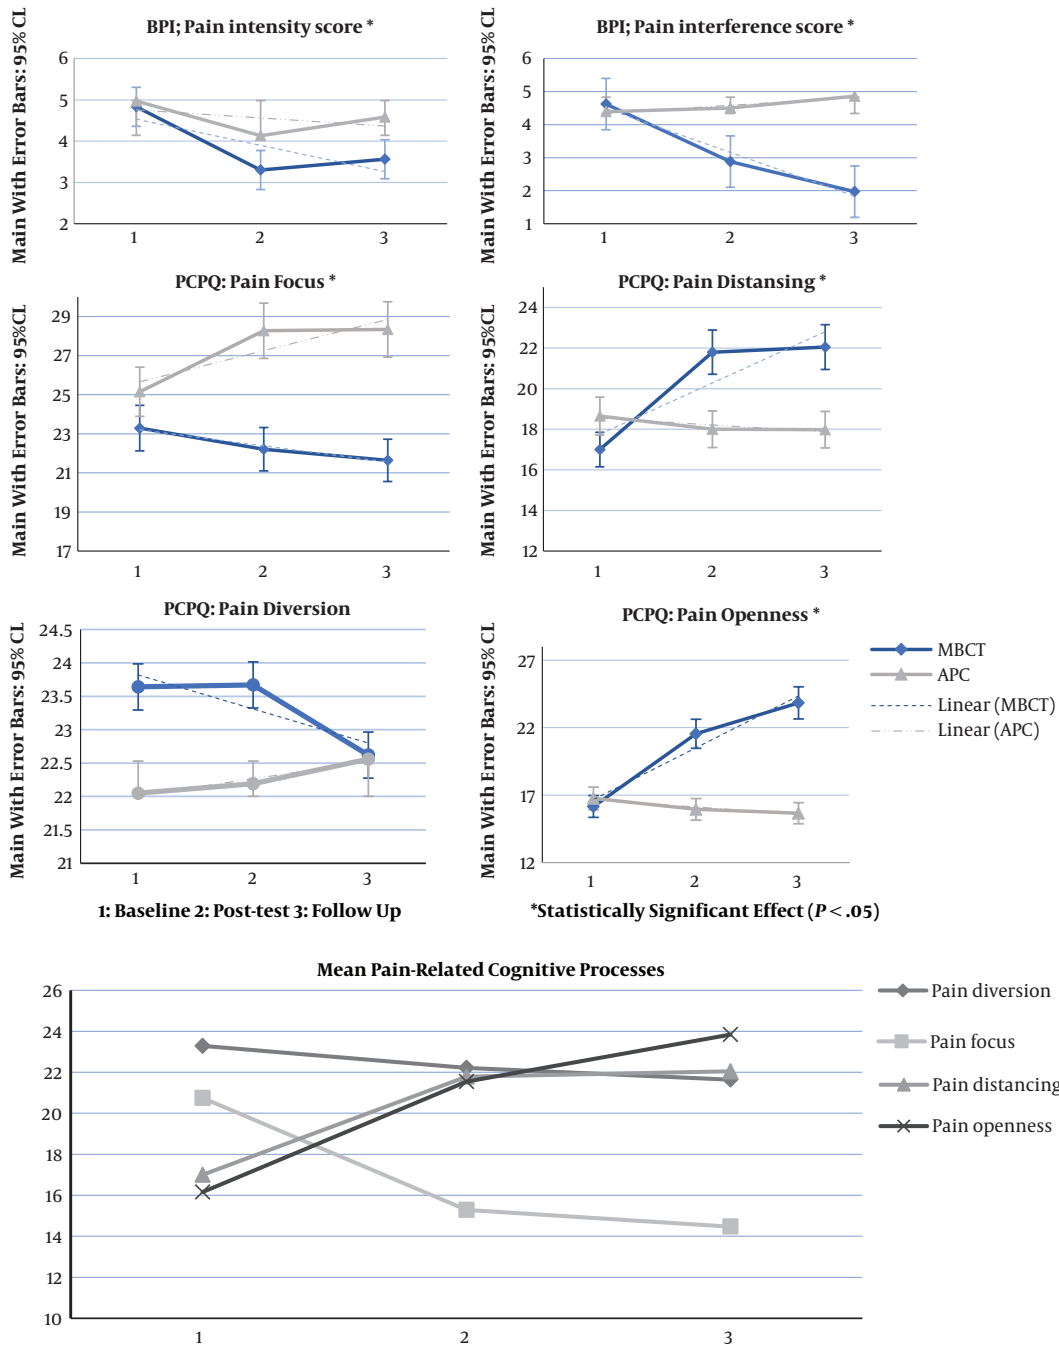 BPI; Pain intensity score *
Main With Error Bars: 95% CL
6
5
4
3
2
1 2 3
BPI; Pain interference score *
Main With Error Bars: 95% CL
6
5
4
3
2
1
1 2 3
PCPQ: Pain Focus *
Main With Error Bars: 95%CL
29
27
25
23
21
19
17
1 2 3
PCPQ: Pain Distansing *
Main With Error Bars: 95%CL
24
22
20
18
16
14
12
1 2 3
PCPQ: Pain Diversion
Main With Error Bars: 95% CL
24.5
24
23.5
23
22.5
22
21.5
21
1 2 3
PCPQ: Pain Openness *
Main With Error Bars: 95% CL
27
22
17
12
1 2 3
MBCT
APC
Linear (MBCT)
Linear (APC)
1: Baseline 2: Post-test 3: Follow Up
*Statistically Significant Effect (P < .05)
Mean Pain-Related Cognitive Processes
26
24
22
20
18
16
14
12
10
1 2 3
Pain diversion
Pain focus
Pain distancing
Pain openness